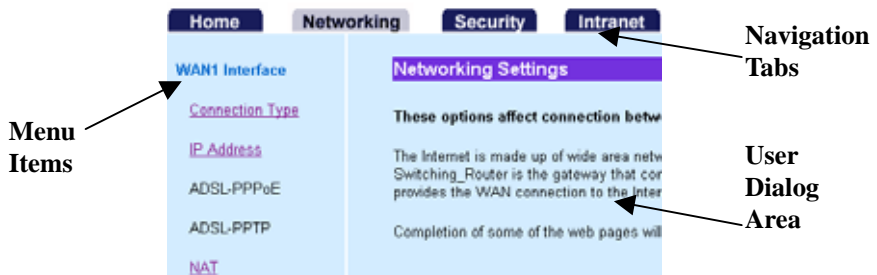 Home Networking Security Intranet
Navigation
Tabs
WAN1 Interface
Networking Settings
Menu
Items
Connection Type
These options affect connection betw
IP Address
The Internet is made up of wide area netw
Switching_Router is the gateway that con
provides the WAN connection to the Inter
User
Dialog
Area
ADSL-PPPoE
ADSL-PPTP
Completion of some of the web pages will
NAT